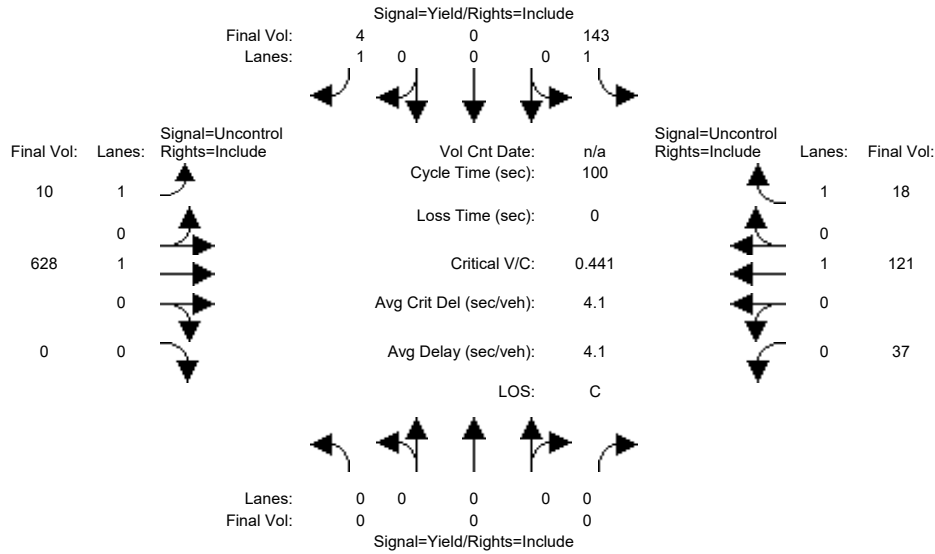 Signal=Yield/Rights=Include
Final Vol: 4 0 143
Lanes: 1 0 0 0 1
Signal=Uncontrol
Rights=Include
Final Vol: Lanes:
10 1
0
628 1
0
0 0
Vol Cnt Date: n/a
Cycle Time (sec): 100
Loss Time (sec): 0
Critical V/C: 0.441
Avg Crit Del (sec/veh): 4.1
Avg Delay (sec/veh): 4.1
LOS: C
Signal=Uncontrol
Rights=Include
Lanes: Final Vol:
1 18
0
1 121
0
0 37
Lanes: 0 0 0 0 0
Final Vol: 0 0 0
Signal=Yield/Rights=Include